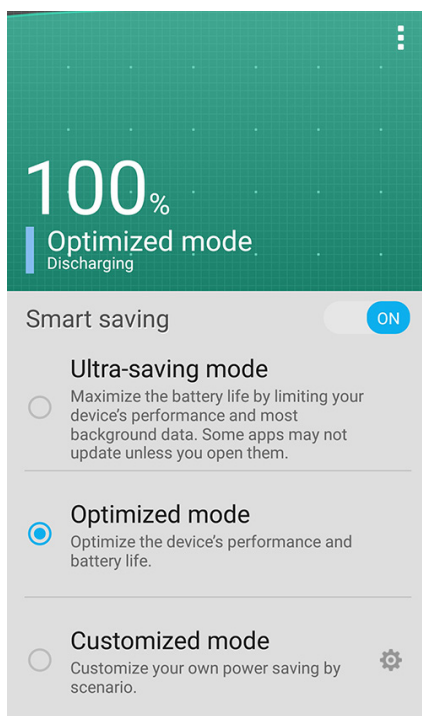 100%
Optimized mode
Discharging
Smart saving
ON
Ultra-saving mode
Maximize the battery life by limiting your
device's performance and most
background data. Some apps may not
update unless you open them.
Optimized mode
Optimize the device's performance and
battery life.
Customized mode
Customize your own power saving by
scenario.